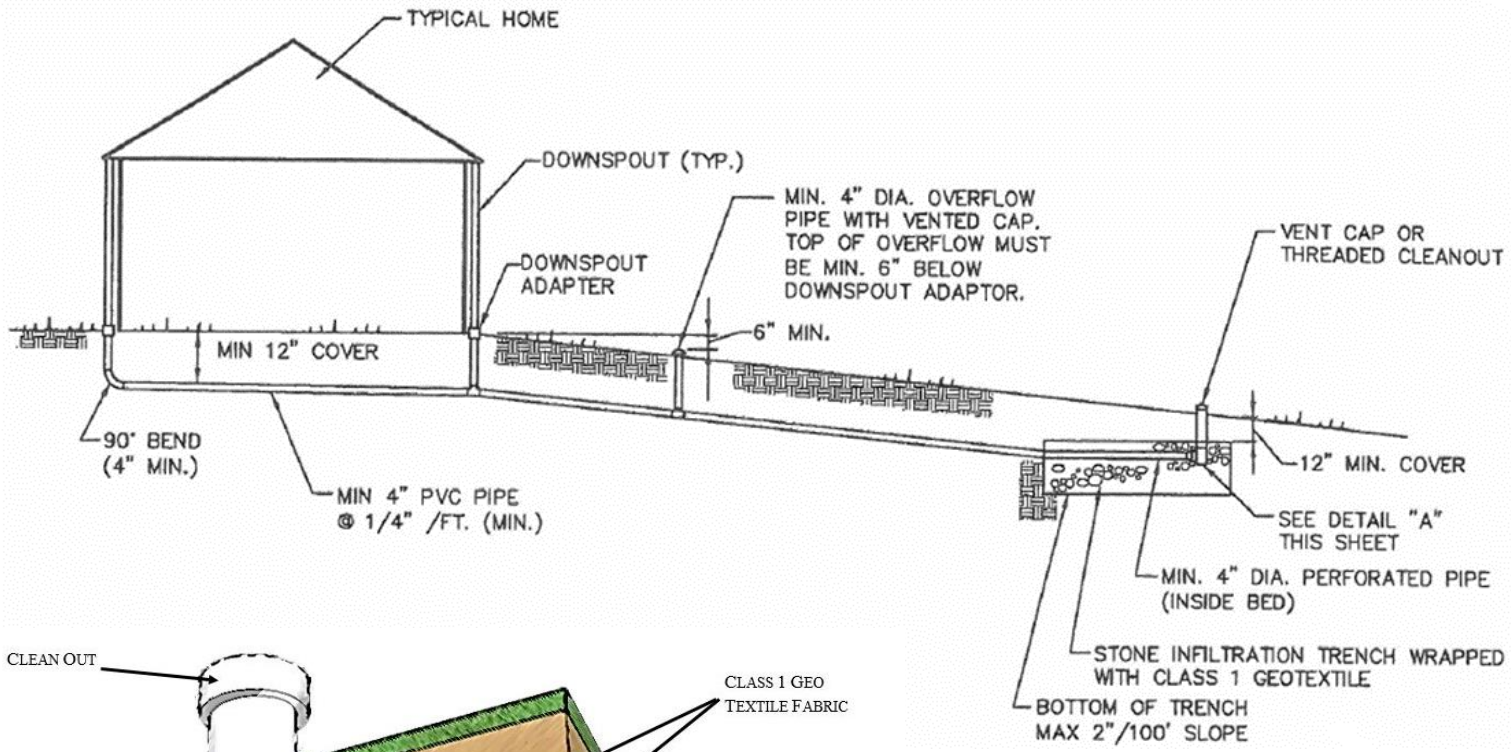 TYPICAL HOME
DOWNSPOUT (TYP.)
MIN. 4" DIA. OVERFLOW
PIPE WITH VENTED CAP.
TOP OF OVERFLOW MUST
BE MIN. 6" BELOW
DOWNSPOUT ADAPTOR.
VENT CAP OR
THREADED CLEANOUT
DOWNSPOUT
ADAPTER
6" MIN.
MIN 12" COVER
90° BEND
(4" MIN.)
MIN 4" PVC PIPE
@ 1/4" /FT. (MIN.)
12" MIN. COVER
SEE DETAIL "A"
THIS SHEET
MIN. 4" DIA. PERFORATED PIPE
(INSIDE BED)
STONE INFILTRATION TRENCH WRAPPED
WITH CLASS 1 GEOTEXTILE
BOTTOM OF TRENCH
MAX 2"/100' SLOPE
CLEAN OUT
CLASS 1 GEO
TEXTILE FABRIC